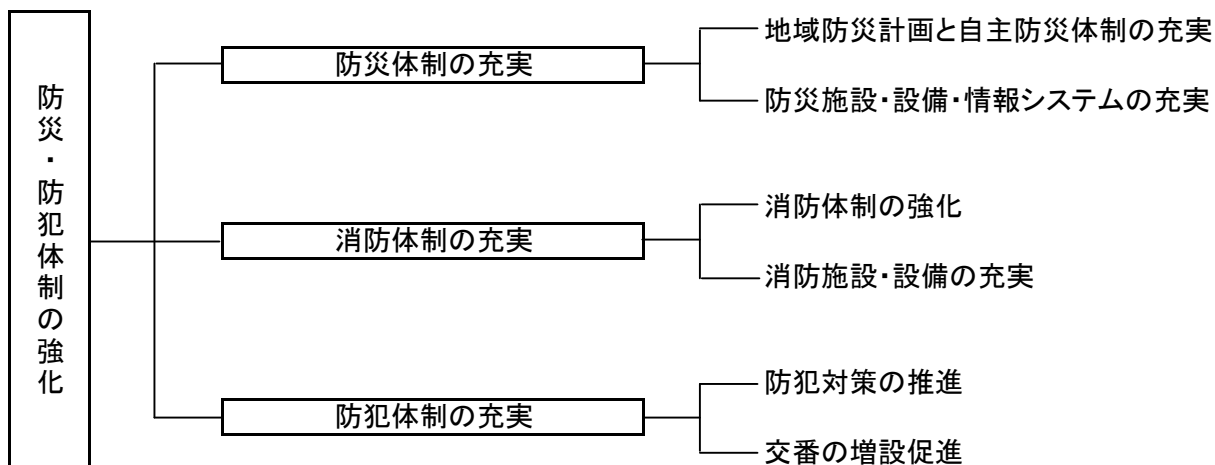 防災・防犯体制の強化
防災体制の充実
地域防災計画と自主防災体制の充実
防災施設・設備・情報システムの充実
消防体制の充実
消防体制の強化
消防施設・設備の充実
防犯体制の充実
防犯対策の推進
交番の増設促進